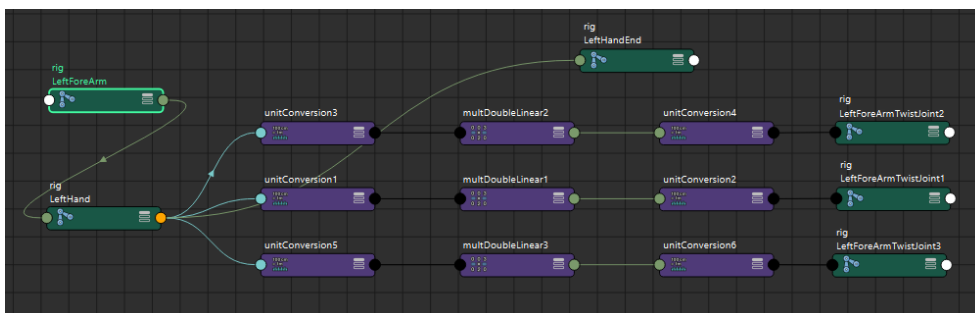 rig
LeftHandEnd
rig
LeftForeArm
unitConversion3
multDoubleLinear2
unitConversion4
rig
LeftForeArmTwistJoint2
rig
LeftHand
unitConversion1
multDoubleLinear1
unitConversion2
rig
LeftForeArmTwistJoint1
unitConversion5
multDoubleLinear3
unitConversion6
rig
LeftForeArmTwistJoint3